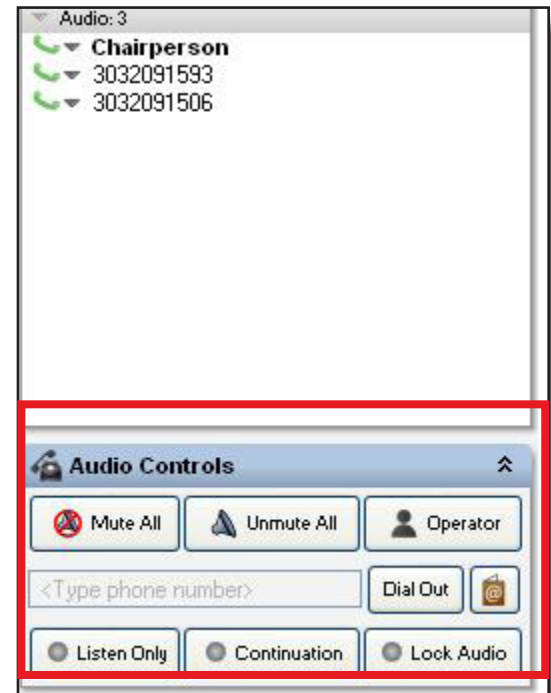 Audio: 3
Chairperson
3032091593
3032091506
Audio Controls
Mute All Unmute All Operator
<Type phone number> Dial Out
Listen Only Continuation Lock Audio